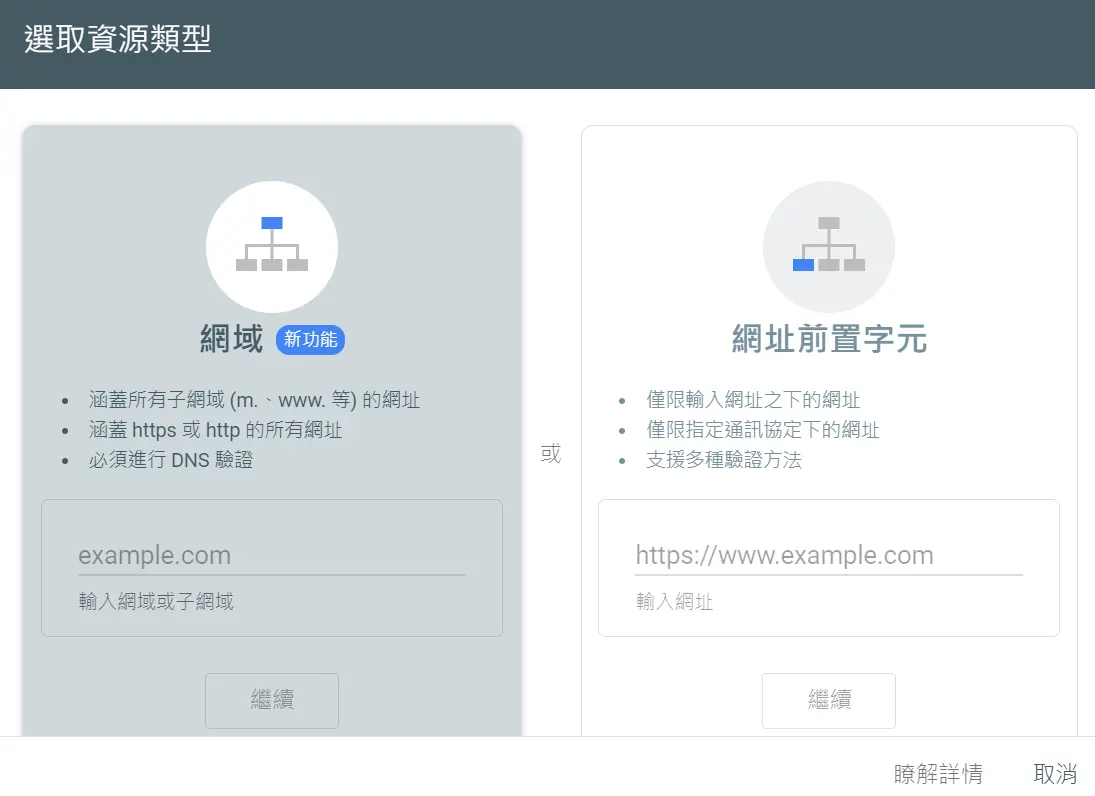 選取資源類型
網域 新功能
涵蓋所有子網域 (m.、www. 等) 的網址
涵蓋 https 或 http 的所有網址
必須進行 DNS 驗證
example.com
輸入網域或子網域
繼續
或
網址前置字元
僅限輸入網址之下的網址
僅限指定通訊協定下的網址
支援多種驗證方法
https://www.example.com
輸入網址
繼續
瞭解詳情 取消